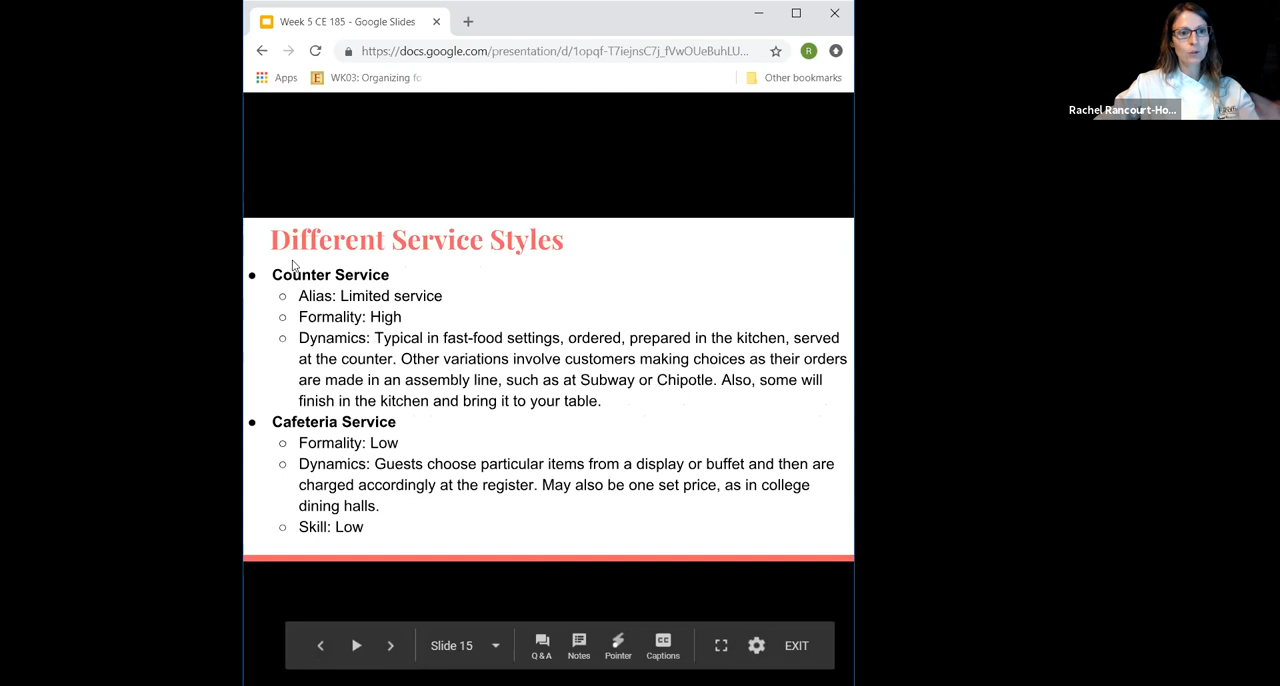 Week 5 CE 185 - Google Slides
https://docs.google.com/presentation/d/1opqf-T7iejnsC7j_fVwOUeBuhLU...
R
Apps
WK03: Organizing fo
Other bookmarks
Rachel Rancourt-Ho...
Different Service Styles
● Counter Service
○ Alias: Limited service
○ Formality: High
○ Dynamics: Typical in fast-food settings, ordered, prepared in the kitchen, served
at the counter. Other variations involve customers making choices as their orders
are made in an assembly line, such as at Subway or Chipotle. Also, some will
finish in the kitchen and bring it to your table.
● Cafeteria Service
○ Formality: Low
○ Dynamics: Guests choose particular items from a display or buffet and then are
charged accordingly at the register. May also be one set price, as in college
dining halls.
○ Skill: Low
Slide 15
Q & A
Notes
Pointer
CC
Captions
EXIT